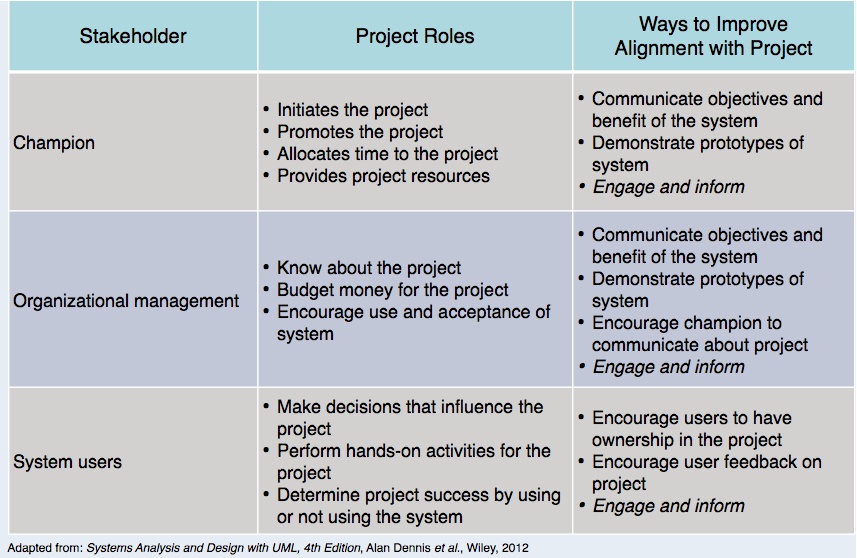 Stakeholder
Project Roles
Ways to Improve
Alignment with Project
Champion
• Initiates the project
• Promotes the project
• Allocates time to the project
• Provides project resources
• Communicate objectives and
benefit of the system
• Demonstrate prototypes of
system
• Engage and inform
Organizational management
• Know about the project
• Budget money for the project
• Encourage use and acceptance of
system
• Communicate objectives and
benefit of the system
• Demonstrate prototypes of
system
• Encourage champion to
communicate about project
• Engage and inform
System users
• Make decisions that influence the
project
• Perform hands-on activities for the
project
• Determine project success by using
or not using the system
• Encourage users to have
ownership in the project
• Encourage user feedback on
project
• Engage and inform
Adapted from: Systems Analysis and Design with UML, 4th Edition, Alan Dennis et al., Wiley, 2012